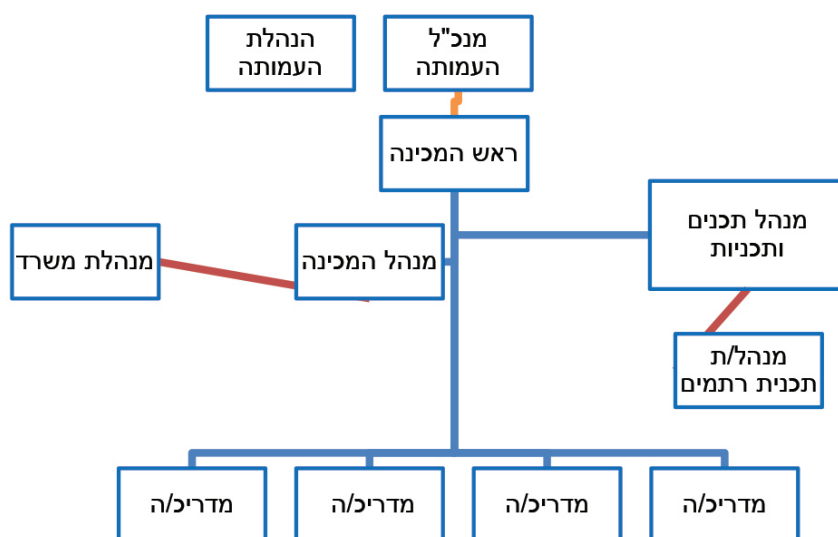 מנכ"ל
העמותה
הנהלת
העמותה
ראש המכינה
מנהל תכנים
ותכניות
מנהל המכינה
מנהלת משרד
מנהל/ת
תכנית רתמים
מדריכ/ה
מדריכ/ה
מדריכ/ה
מדריכ/ה